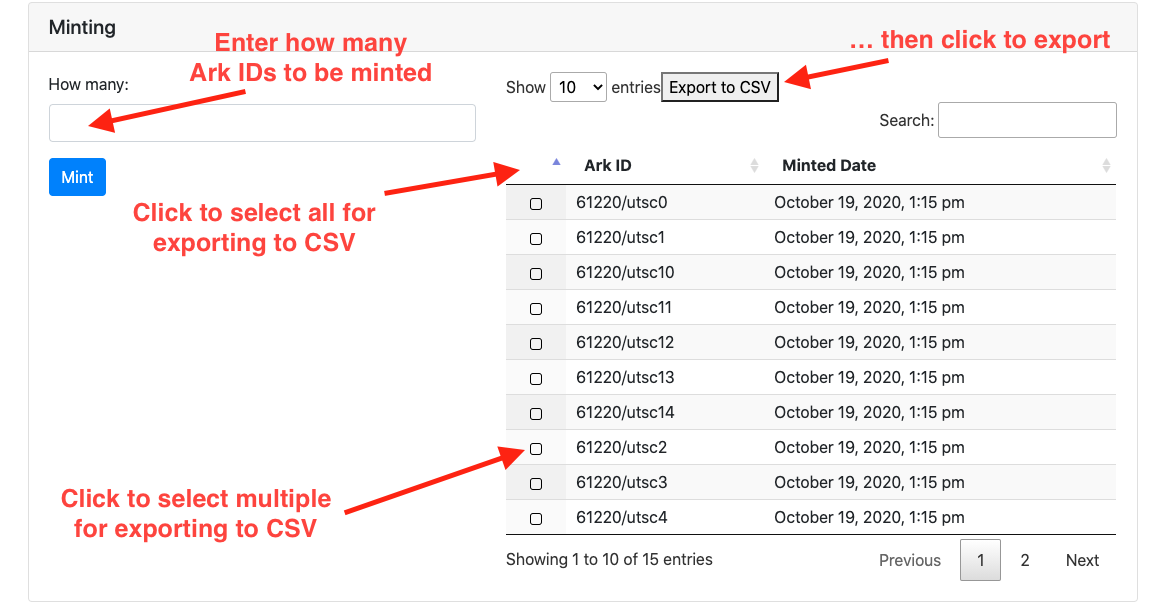 Minting
Enter how many
Ark IDs to be minted
... then click to export
How many:
Show 10 entries Export to CSV
Search:
Mint
Ark ID Minted Date
Click to select all for
exporting to CSV
61220/utsc0 October 19, 2020, 1:15 pm
61220/utsc1 October 19, 2020, 1:15 pm
61220/utsc10 October 19, 2020, 1:15 pm
61220/utsc11 October 19, 2020, 1:15 pm
61220/utsc12 October 19, 2020, 1:15 pm
61220/utsc13 October 19, 2020, 1:15 pm
61220/utsc14 October 19, 2020, 1:15 pm
61220/utsc2 October 19, 2020, 1:15 pm
61220/utsc3 October 19, 2020, 1:15 pm
61220/utsc4 October 19, 2020, 1:15 pm
Click to select multiple
for exporting to CSV
Showing 1 to 10 of 15 entries
Previous 1 2 Next